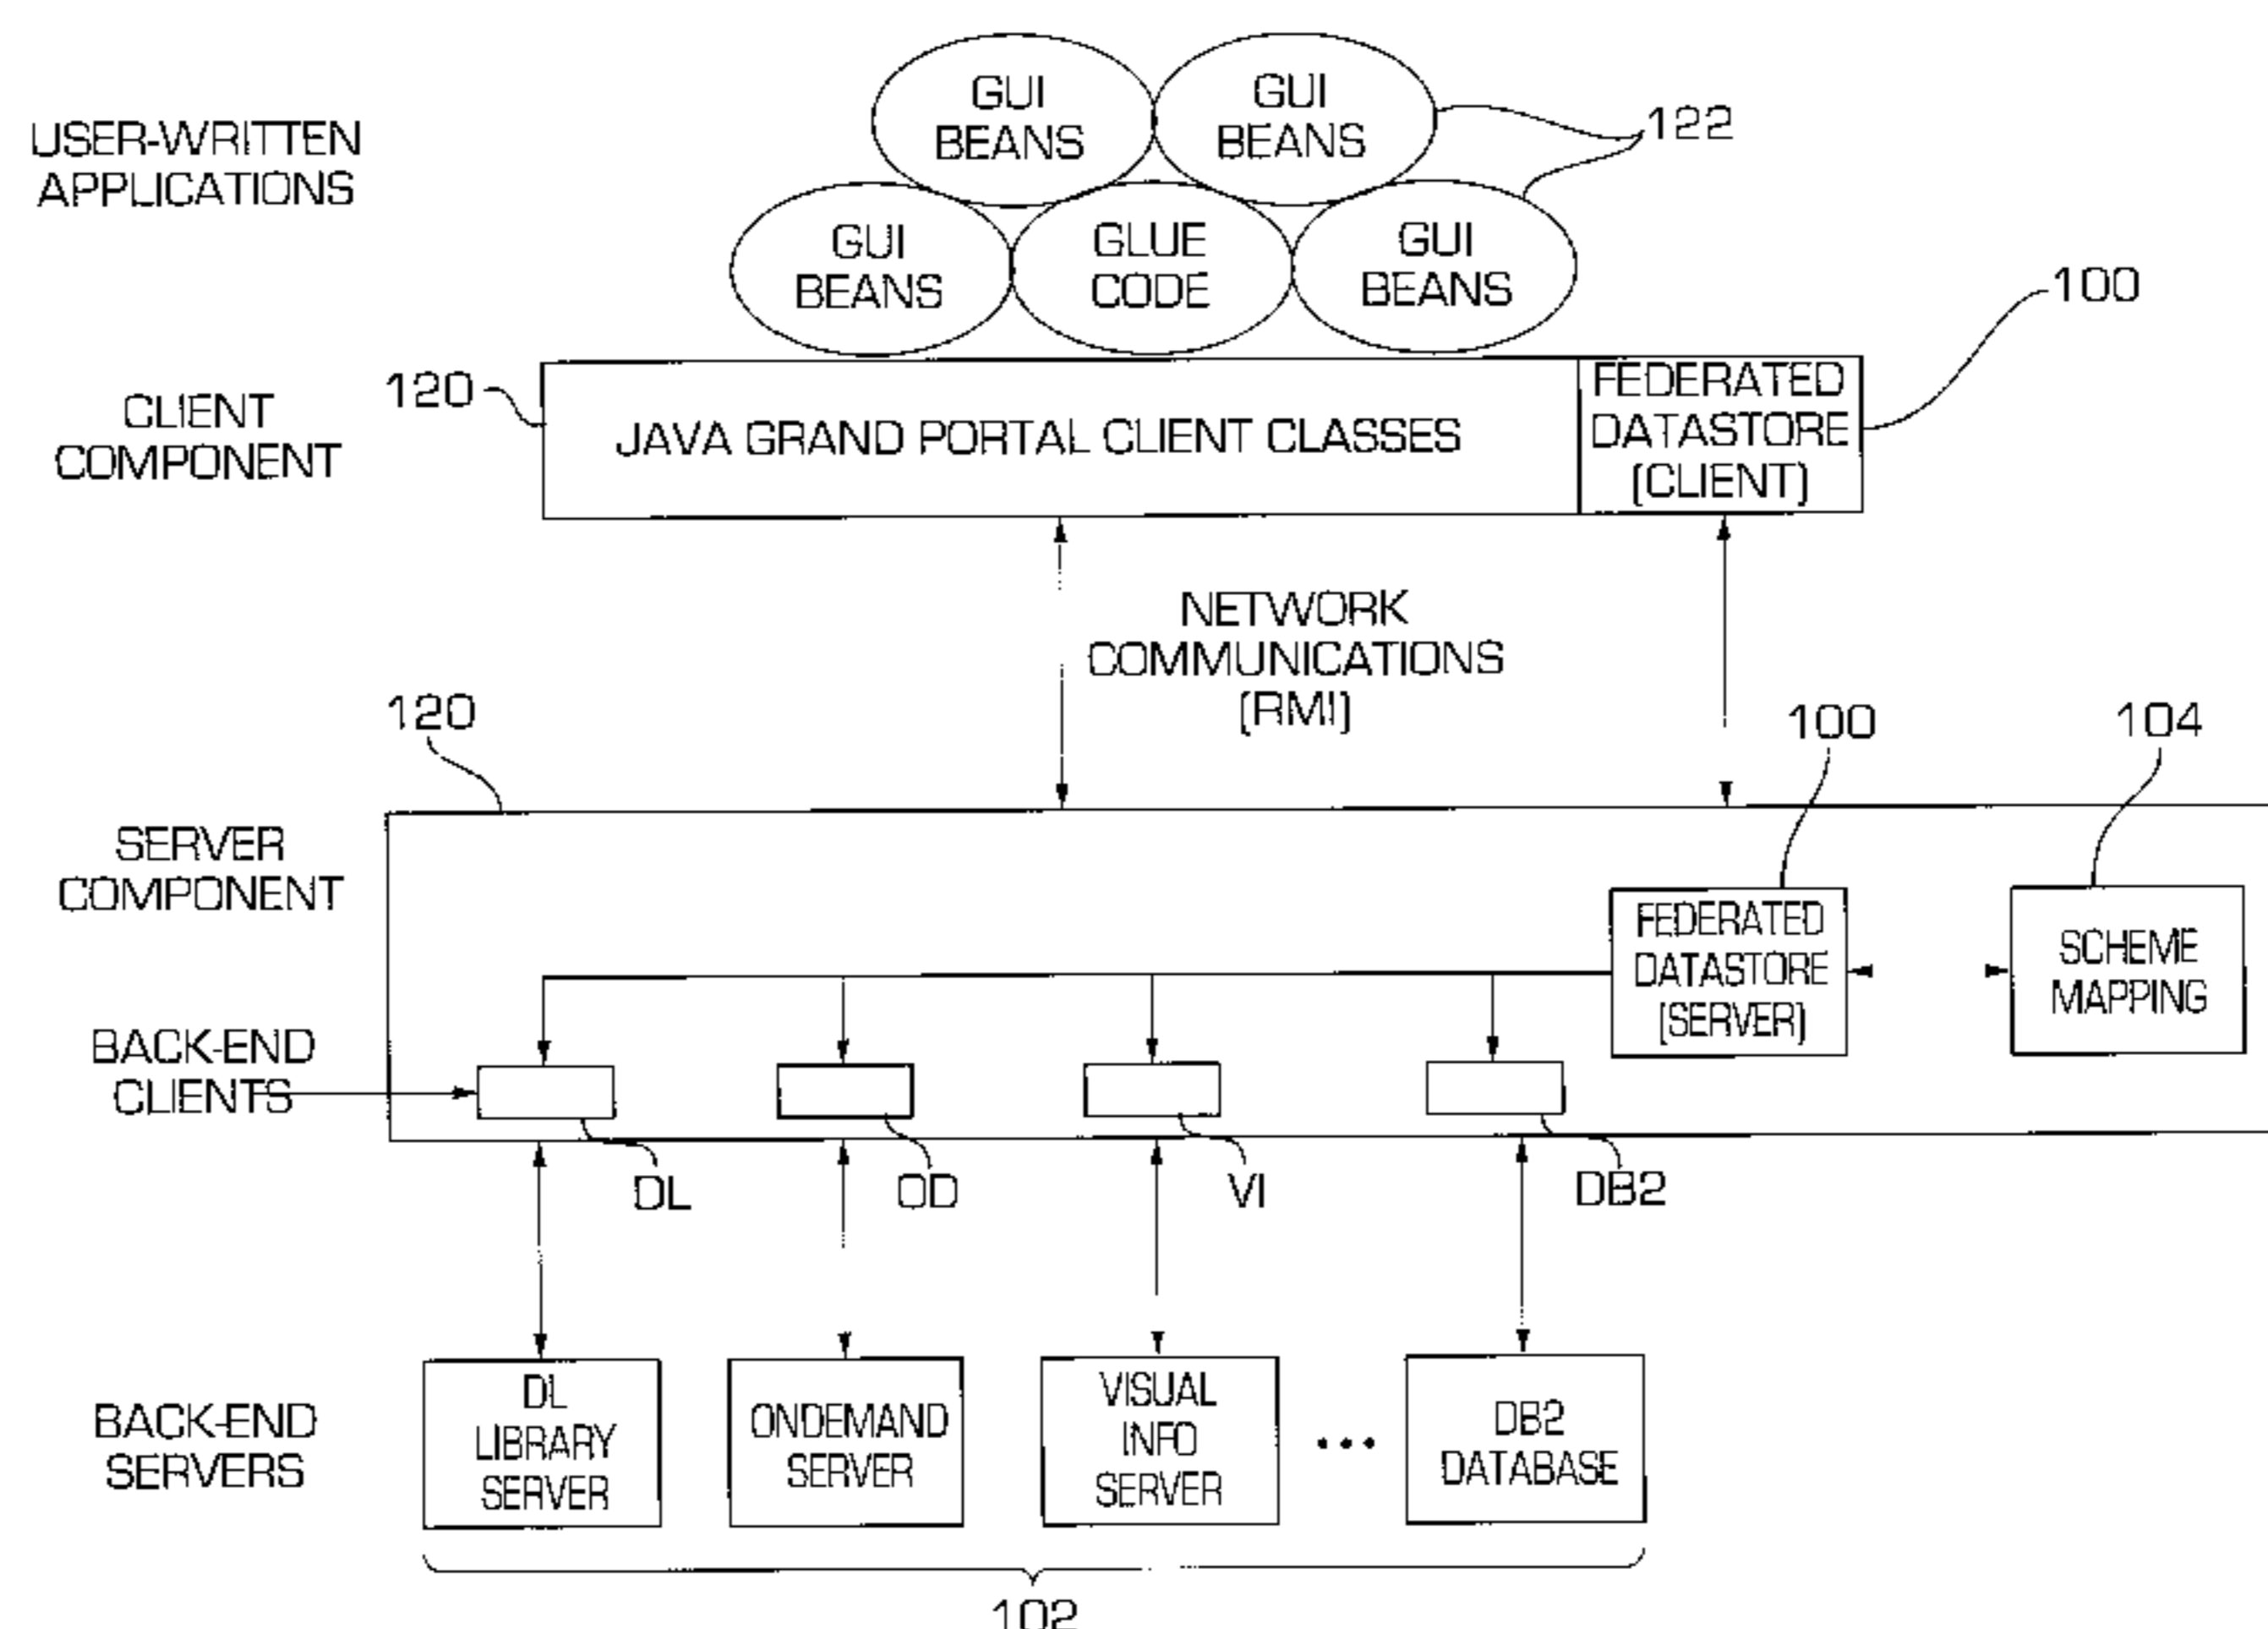 USER-WRITTEN
APPLICATIONS
GUI
BEANS
GUI
BEANS
122
GUI
BEANS
GLUE
CODE
GUI
BEANS
100
CLIENT
COMPONENT
120
JAVA GRAND PORTAL CLIENT CLASSES
FEDERATED
DATASTORE
(CLIENT)
NETWORK
COMMUNICATIONS
(RMI)
120
100
104
SERVER
COMPONENT
FEDERATED
DATASTORE
(SERVER)
SCHEME
MAPPING
BACK-END
CLIENTS
DL
OD
VI
DB2
BACK-END
SERVERS
DL
LIBRARY
SERVER
ONDEMAND
SERVER
VISUAL
INFO
SERVER
•••
DB2
DATABASE
102